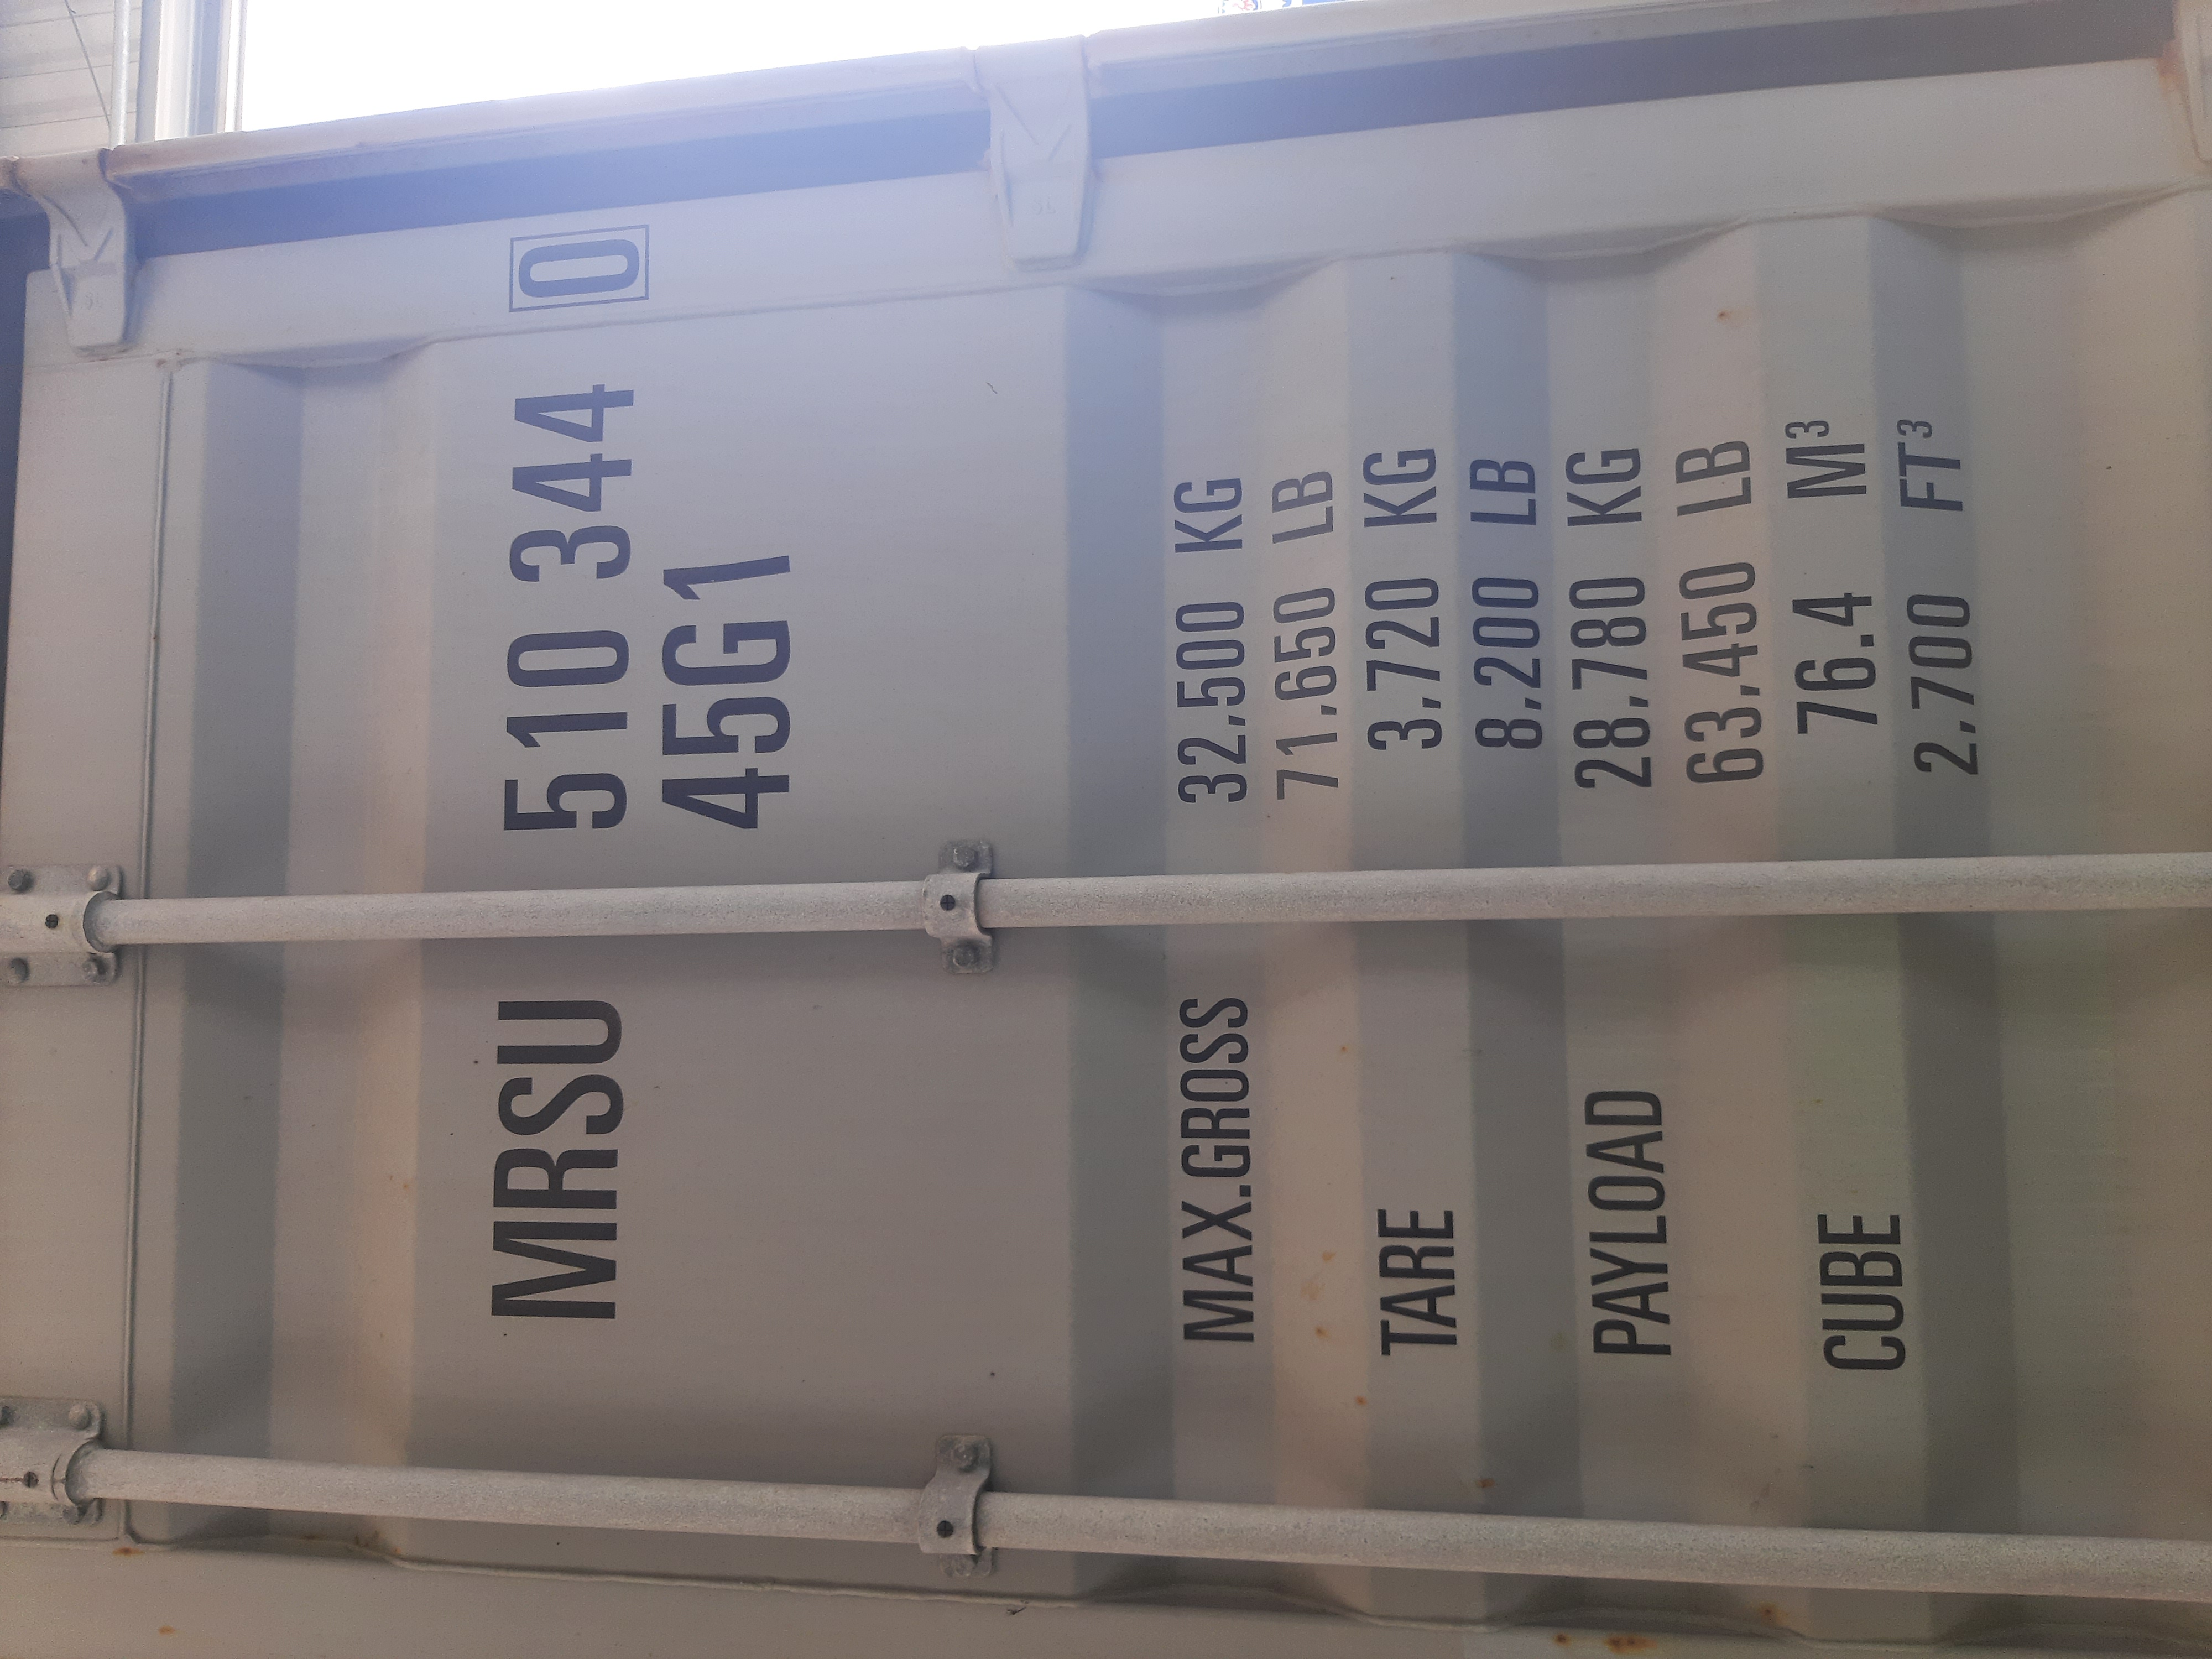 MRSU 510 344 0
45G1
MAX.GROSS 32,500 KG
71,650 LB
TARE 3,720 KG
8,200 LB
PAYLOAD 28,780 KG
63,450 LB
CUBE 76.4 M³
2,700 FT³